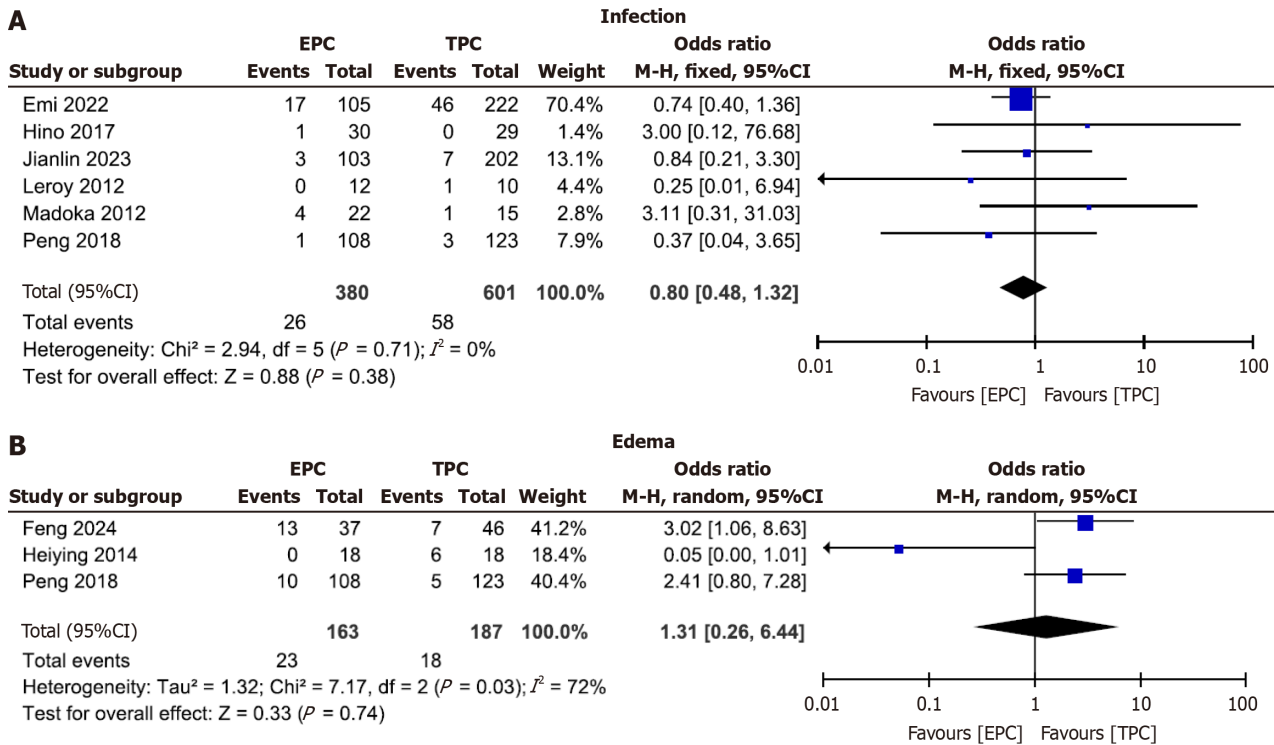 A
Infection
EPC TPC Odds ratio Odds ratio
Study or subgroup Events Total Events Total Weight M-H, fixed, 95%CI M-H, fixed, 95%CI
Emi 2022 17 105 46 222 70.4% 0.74 [0.40, 1.36]
Hino 2017 1 30 0 29 1.4% 3.00 [0.12, 76.68]
Jianlin 2023 3 103 7 202 13.1% 0.84 [0.21, 3.30]
Leroy 2012 0 12 1 10 4.4% 0.25 [0.01, 6.94]
Madoka 2012 4 22 1 15 2.8% 3.11 [0.31, 31.03]
Peng 2018 1 108 3 123 7.9% 0.37 [0.04, 3.65]
Total (95%CI) 380 601 100.0% 0.80 [0.48, 1.32]
Total events 26 58
Heterogeneity: Chi² = 2.94, df = 5 (P = 0.71); I² = 0%
Test for overall effect: Z = 0.88 (P = 0.38)
0.01 0.1 1 10 100
Favours [EPC] Favours [TPC]
B
Edema
EPC TPC Odds ratio Odds ratio
Study or subgroup Events Total Events Total Weight M-H, random, 95%CI M-H, random, 95%CI
Feng 2024 13 37 7 46 41.2% 3.02 [1.06, 8.63]
Heiying 2014 0 18 6 18 18.4% 0.05 [0.00, 1.01]
Peng 2018 10 108 5 123 40.4% 2.41 [0.80, 7.28]
Total (95%CI) 163 187 100.0% 1.31 [0.26, 6.44]
Total events 23 18
Heterogeneity: Tau² = 1.32; Chi² = 7.17, df = 2 (P = 0.03); I² = 72%
Test for overall effect: Z = 0.33 (P = 0.74)
0.01 0.1 1 10 100
Favours [EPC] Favours [TPC]